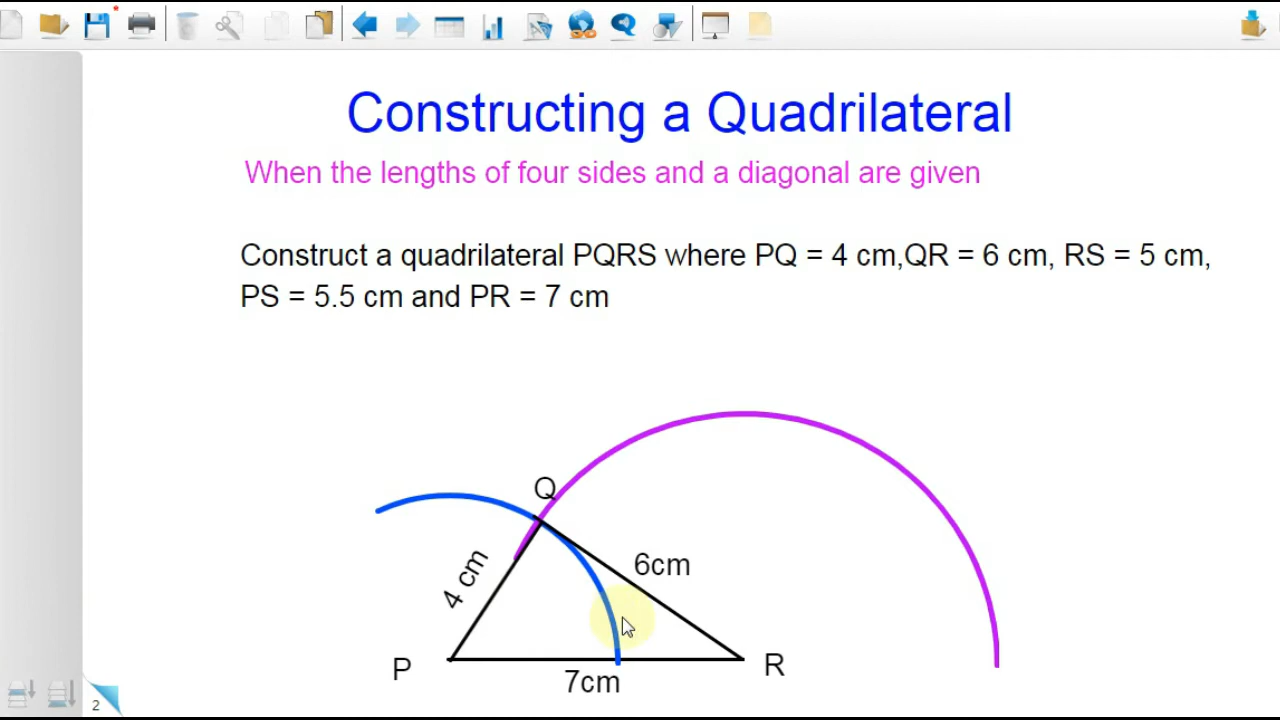 Constructing a Quadrilateral
When the lengths of four sides and a diagonal are given
Construct a quadrilateral PQRS where PQ = 4 cm,QR = 6 cm, RS = 5 cm,
PS = 5.5 cm and PR = 7 cm
Q
4 cm
6cm
P
R
7cm
2